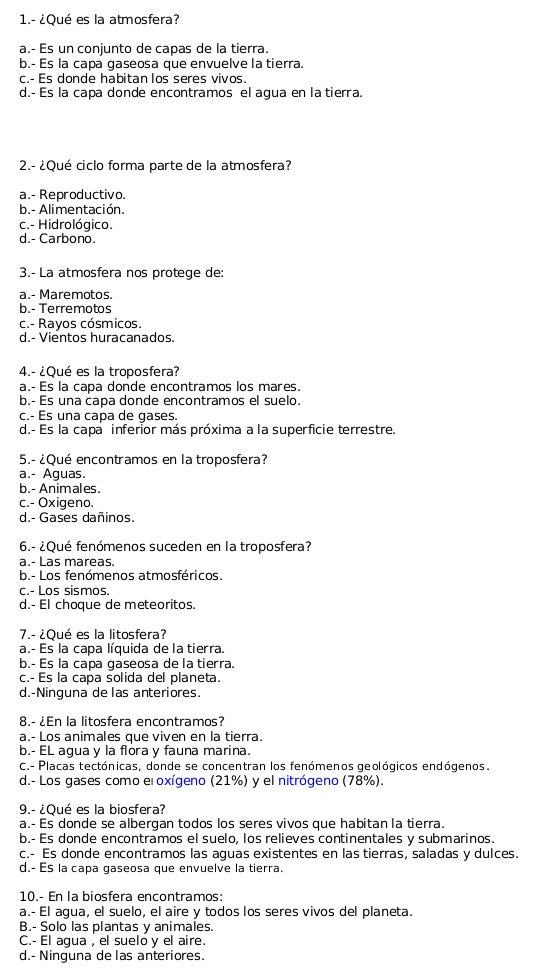 1.- ¿Qué es la atmosfera?
a.- Es un conjunto de capas de la tierra.
b.- Es la capa gaseosa que envuelve la tierra.
c.- Es donde habitan los seres vivos.
d.- Es la capa donde encontramos el agua en la tierra.
2.- ¿Qué ciclo forma parte de la atmosfera?
a.- Reproductivo.
b.- Alimentación.
c.- Hidrológico.
d.- Carbono.
3.- La atmosfera nos protege de:
a.- Maremotos.
b.- Terremotos
c.- Rayos cósmicos.
d.- Vientos huracanados.
4.- ¿Qué es la troposfera?
a.- Es la capa donde encontramos los mares.
b.- Es una capa donde encontramos el suelo.
c.- Es una capa de gases.
d.- Es la capa inferior más próxima a la superficie terrestre.
5.- ¿Qué encontramos en la troposfera?
a.- Aguas.
b.- Animales.
c.- Oxigeno.
d.- Gases dañinos.
6.- ¿Qué fenómenos suceden en la troposfera?
a.- Las mareas.
b.- Los fenómenos atmosféricos.
c.- Los sismos.
d.- El choque de meteoritos.
7.- ¿Qué es la litosfera?
a.- Es la capa líquida de la tierra.
b.- Es la capa gaseosa de la tierra.
c.- Es la capa solida del planeta.
d.-Ninguna de las anteriores.
8.- ¿En la litosfera encontramos?
a.- Los animales que viven en la tierra.
b.- EL agua y la flora y fauna marina.
c.- Placas tectónicas, donde se concentran los fenómenos geológicos endógenos.
d.- Los gases como el oxígeno (21%) y el nitrógeno (78%).
9.- ¿Qué es la biosfera?
a.- Es donde se albergan todos los seres vivos que habitan la tierra.
b.- Es donde encontramos el suelo, los relieves continentales y submarinos.
c.- Es donde encontramos las aguas existentes en las tierras, saladas y dulces.
d.- Es la capa gaseosa que envuelve la tierra.
10.- En la biosfera encontramos:
a.- El agua, el suelo, el aire y todos los seres vivos del planeta.
B.- Solo las plantas y animales.
C.- El agua , el suelo y el aire.
d.- Ninguna de las anteriores.